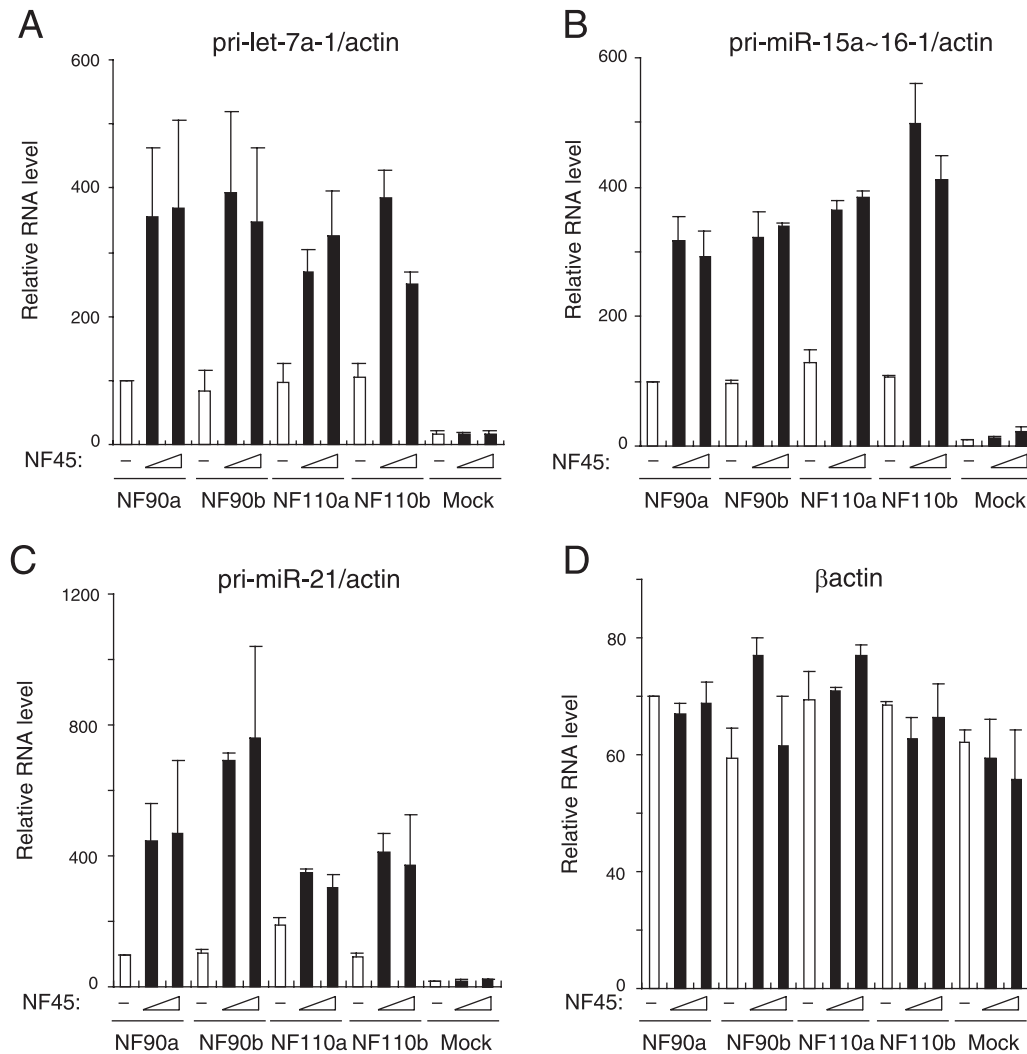 A
pri-let-7a-1/actin
Relative RNA level
600
400
200
0
NF45:
–
–
–
–
–
NF90a
NF90b
NF110a
NF110b
Mock
B
pri-miR-15a~16-1/actin
Relative RNA level
600
400
200
0
NF45:
–
–
–
–
–
NF90a
NF90b
NF110a
NF110b
Mock
C
pri-miR-21/actin
Relative RNA level
1200
800
400
0
NF45:
–
–
–
–
–
NF90a
NF90b
NF110a
NF110b
Mock
D
βactin
Relative RNA level
80
60
40
0
NF45:
–
–
–
–
–
NF90a
NF90b
NF110a
NF110b
Mock